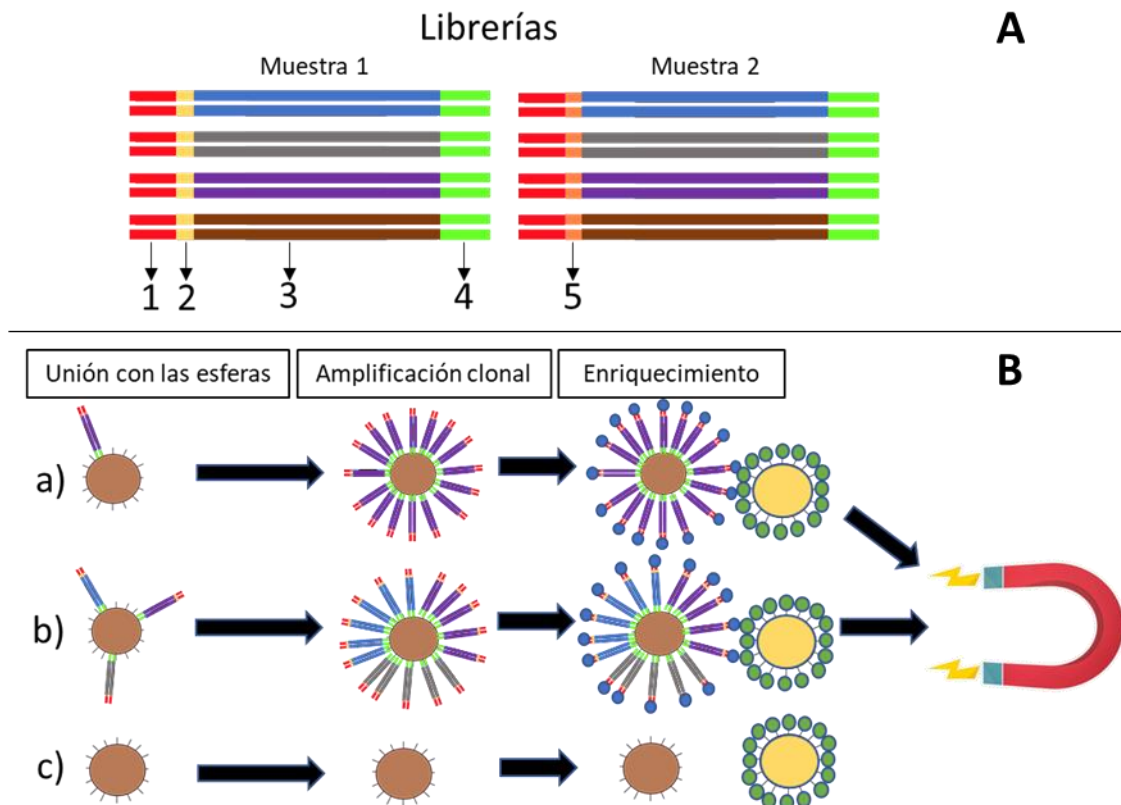 Librerías
A
Muestra 1
Muestra 2
1
2
3
4
5
B
Unión con las esferas
Amplificación clonal
Enriquecimiento
a)
b)
c)